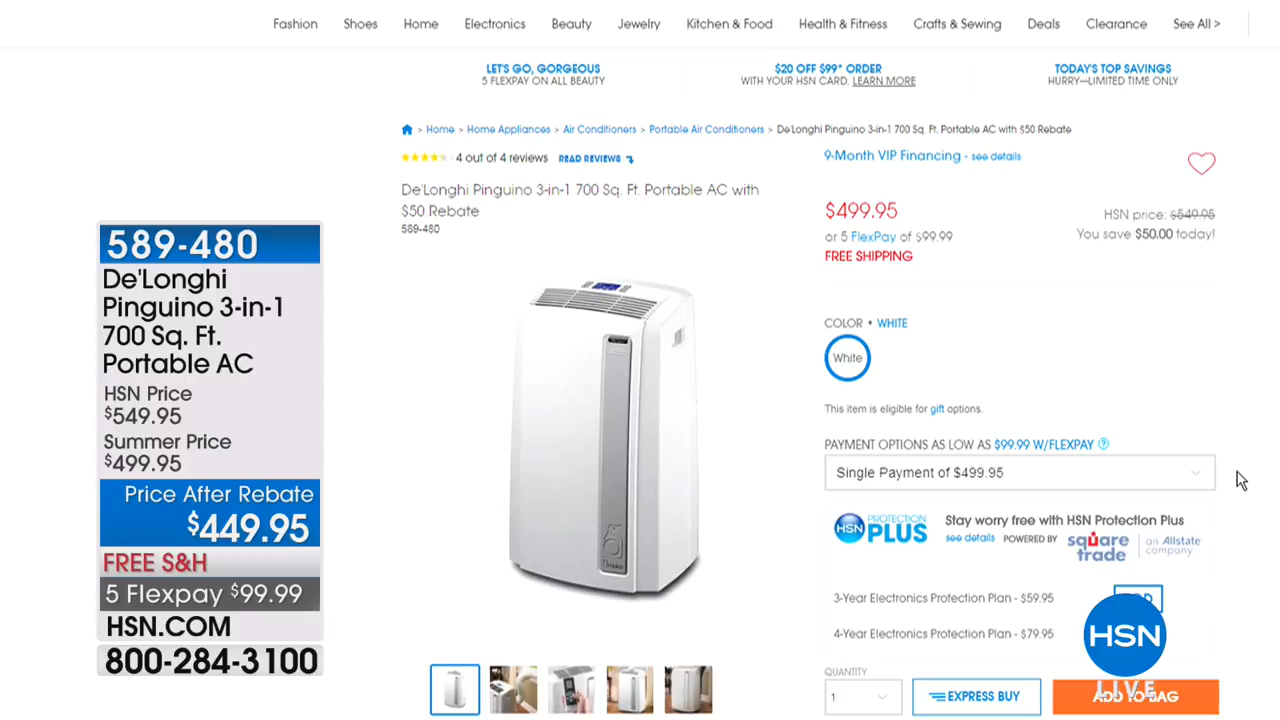 Fashion Shoes Home Electronics Beauty Jewelry Kitchen & Food Health & Fitness Crafts & Sewing Deals Clearance See All >
LET'S GO, GORGEOUS
5 FLEXPAY ON ALL BEAUTY
$20 OFF $99* ORDER
WITH YOUR HSN CARD. LEARN MORE
TODAY'S TOP SAVINGS
HURRY—LIMITED TIME ONLY
> Home > Home Appliances > Air Conditioners > Portable Air Conditioners > De'Longhi Pinguino 3-in-1 700 Sq. Ft. Portable AC with $50 Rebate
4 out of 4 reviews READ REVIEWS
De'Longhi Pinguino 3-in-1 700 Sq. Ft. Portable AC with
$50 Rebate
589-480
9-Month VIP Financing - see details
$499.95
or 5 FlexPay of $99.99
FREE SHIPPING
HSN price: $549.95
You save $50.00 today!
COLOR • WHITE
White
This item is eligible for gift options.
PAYMENT OPTIONS AS LOW AS $99.99 W/FLEXPAY ?
Single Payment of $499.95
HSN PROTECTION PLUS
Stay worry free with HSN Protection Plus
see details POWERED BY square trade | an Allstate company
3-Year Electronics Protection Plan - $59.95
4-Year Electronics Protection Plan - $79.95
QUANTITY
1
EXPRESS BUY
ADD TO BAG
HSN
LIVE
589-480
De'Longhi
Pinguino 3-in-1
700 Sq. Ft.
Portable AC
HSN Price
$549.95
Summer Price
$499.95
Price After Rebate
$449.95
FREE S&H
5 Flexpay $99.99
HSN.COM
800-284-3100